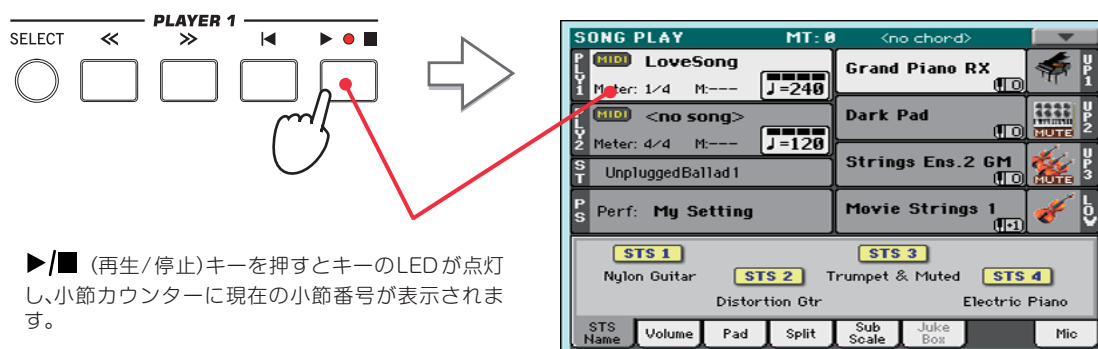 PLAYER 1
SELECT
SONG PLAY MT: 0 <no chord>
PLY1
MIDI LoveSong
Meter: 1/4 M:--- ♩=240
Grand Piano RX
0
UP1
PLY2
MIDI <no song>
Meter: 4/4 M:--- ♩=120
Dark Pad
0
MUTE
UP2
ST
UnpluggedBallad1
Strings Ens.2 GM
0
MUTE
UP3
PS
Perf: My Setting
Movie Strings 1
+1
LOW
STS 1 STS 3
Nylon Guitar STS 2 Trumpet & Muted STS 4
Distortion Gtr Electric Piano
STS Name Volume Pad Split Sub Scale Juke Box Mic
▶/■ (再生/停止)キーを押すとキーのLEDが点灯
し、小節カウンターに現在の小節番号が表示されま
す。